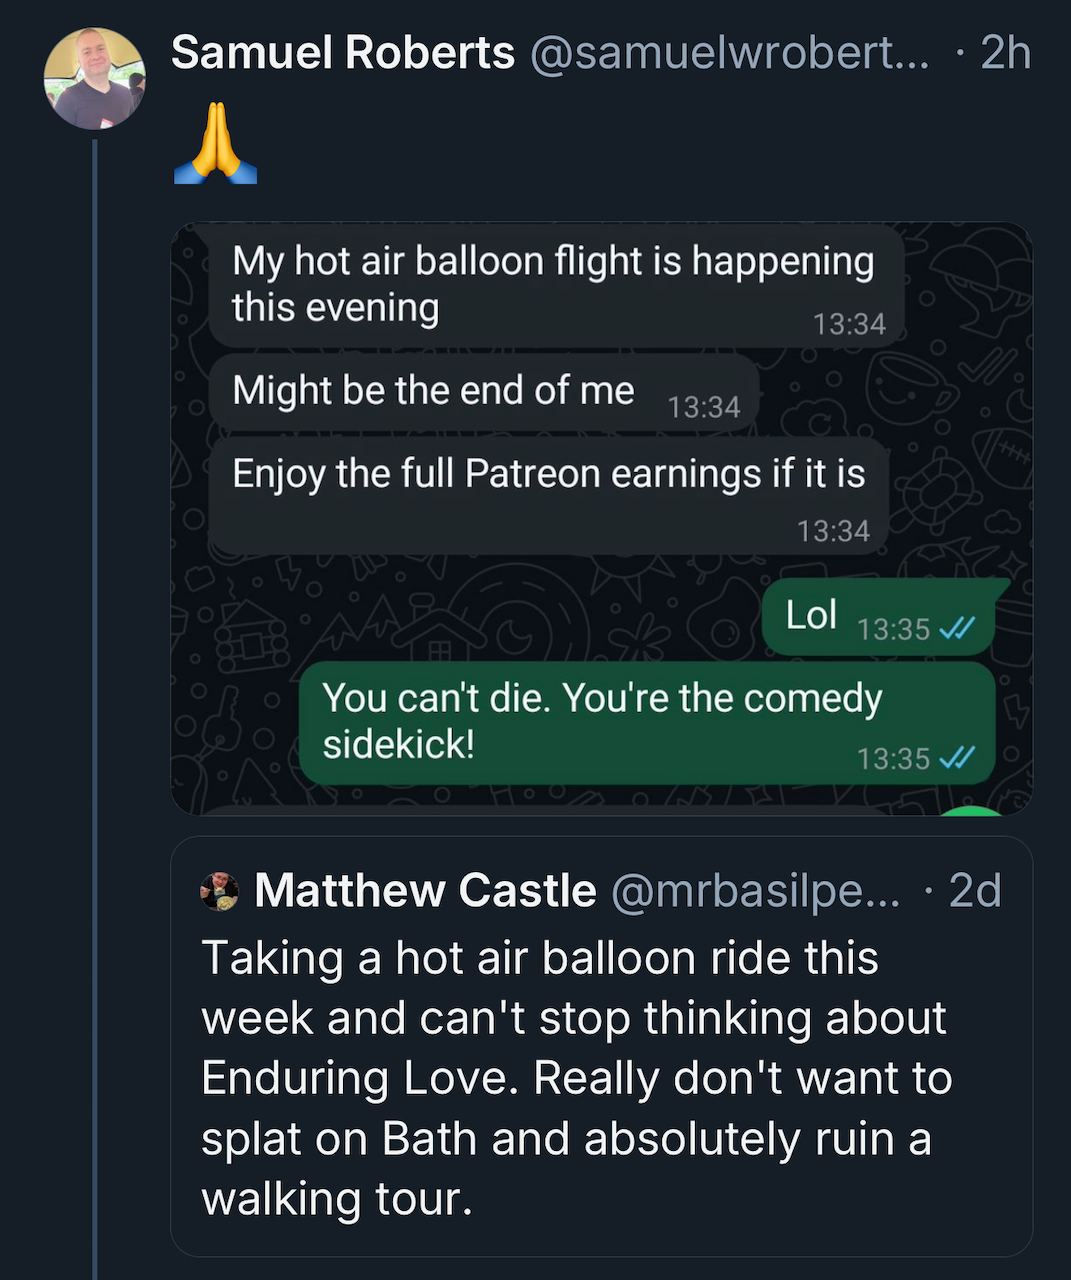 Samuel Roberts @samuelwrobert... · 2h
🙏
My hot air balloon flight is happening
this evening
13:34
Might be the end of me 13:34
Enjoy the full Patreon earnings if it is
13:34
Lol 13:35
You can't die. You're the comedy
sidekick!
13:35
Matthew Castle @mrbasilpe... · 2d
Taking a hot air balloon ride this
week and can't stop thinking about
Enduring Love. Really don't want to
splat on Bath and absolutely ruin a
walking tour.